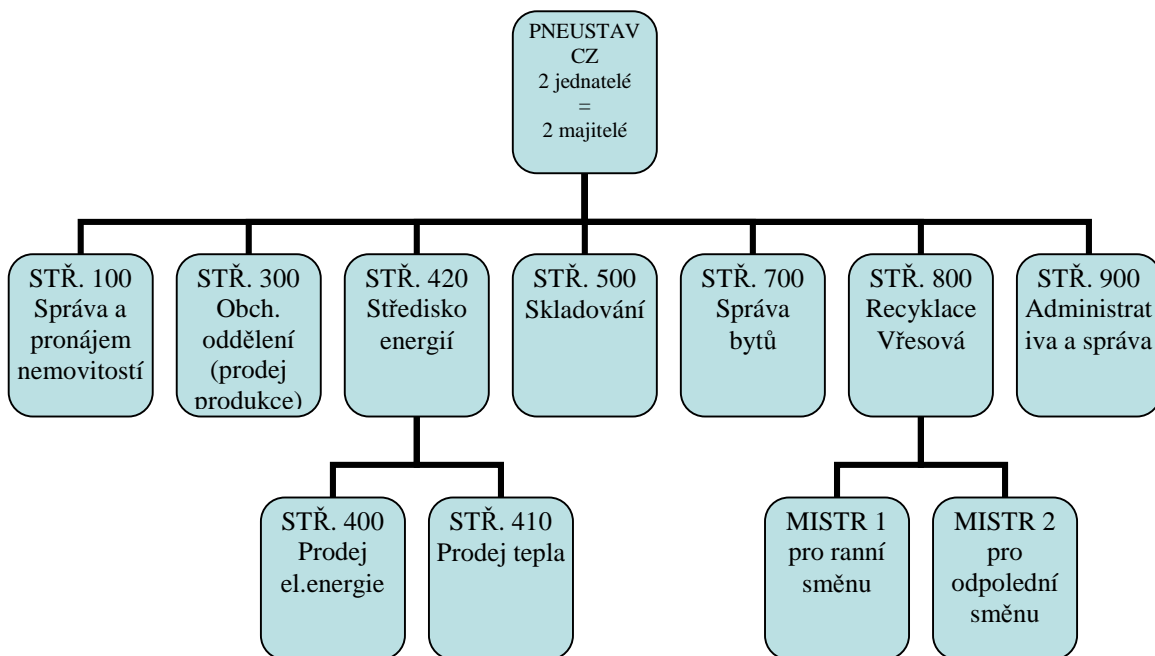 PNEUSTAV
CZ
2 jednatelé
=
2 majitelé
STŘ. 100
Správa a
pronájem
nemovitostí
STŘ. 300
Obch.
oddělení
(prodej
produkce)
STŘ. 420
Středisko
energií
STŘ. 500
Skladování
STŘ. 700
Správa
bytů
STŘ. 800
Recyklace
Vřesová
STŘ. 900
Administrat
iva a správa
STŘ. 400
Prodej
el.energie
STŘ. 410
Prodej tepla
MISTR 1
pro ranní
směnu
MISTR 2
pro
odpolední
směnu